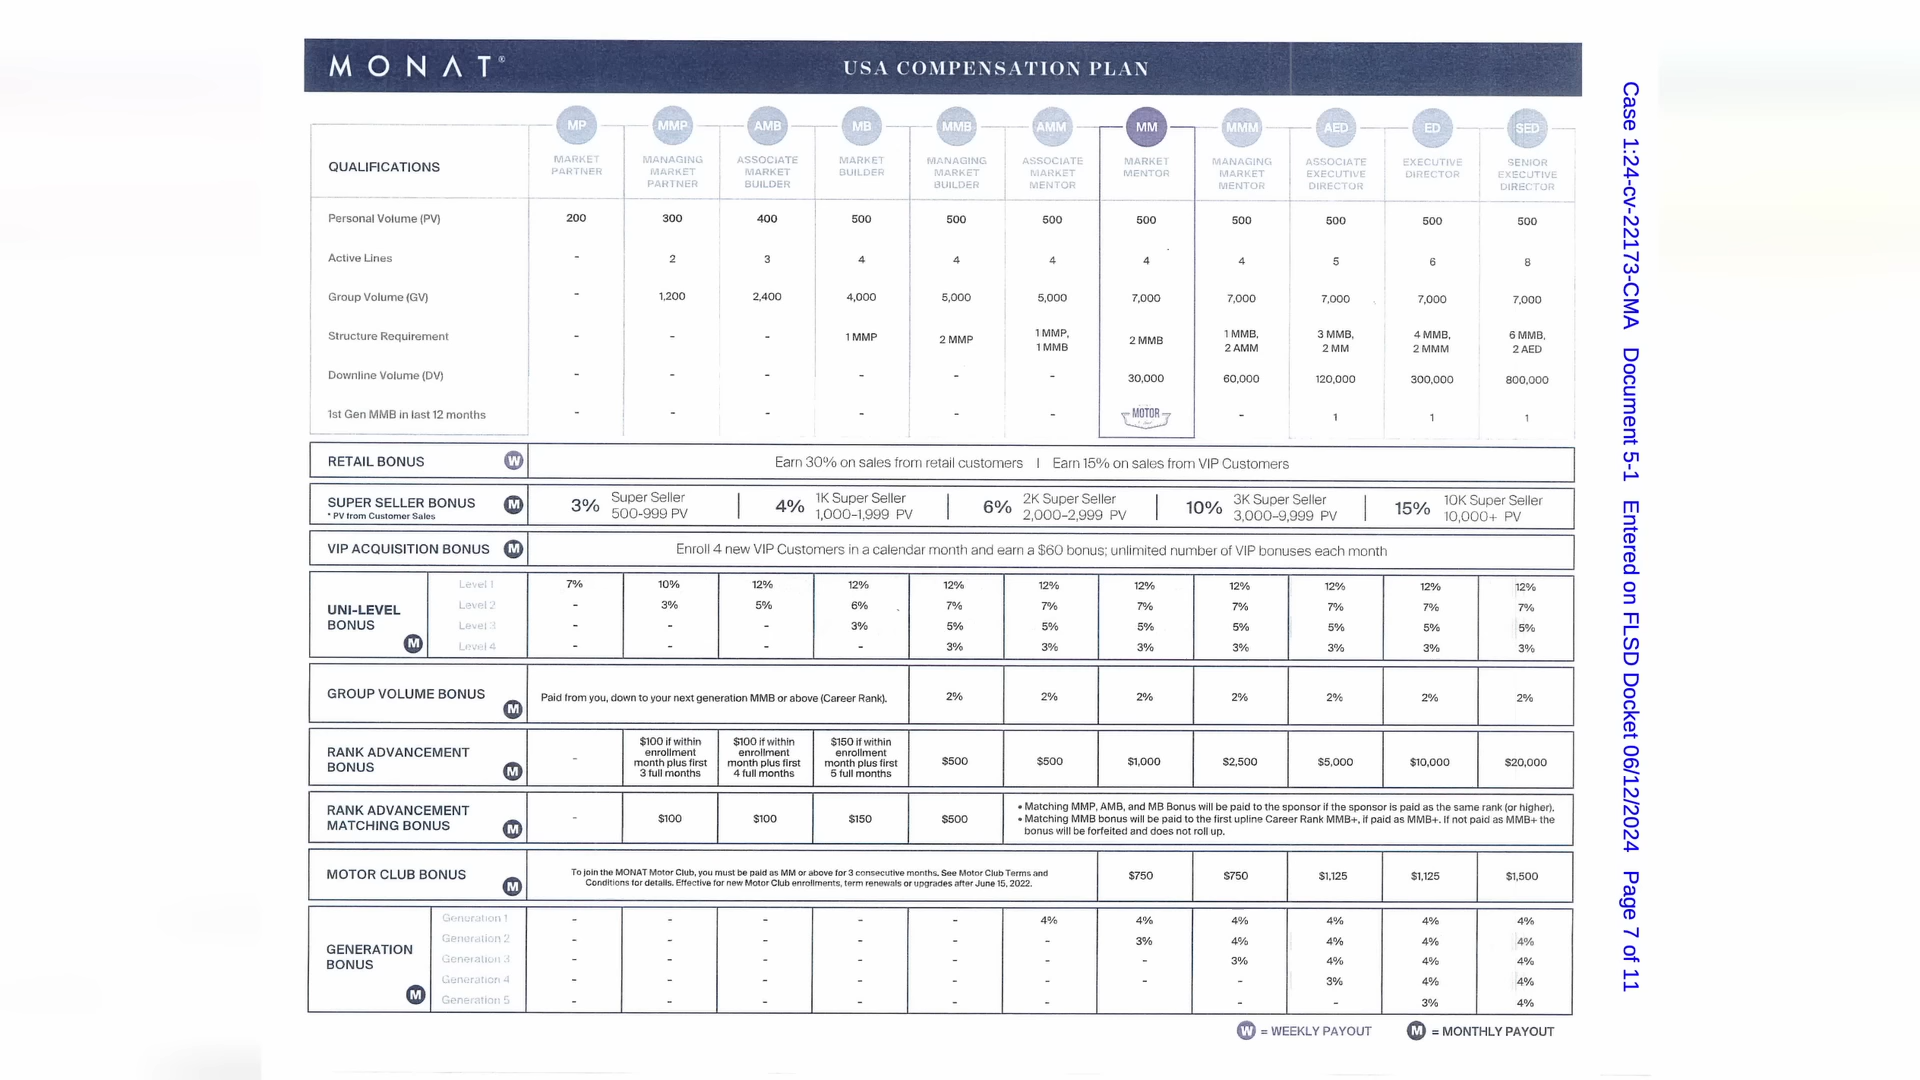 MONAT®
USA COMPENSATION PLAN
MP MMP AMB MB MMB AMM MM MMM AED ED SED
QUALIFICATIONS
MARKET PARTNER
MANAGING MARKET PARTNER
ASSOCIATE MARKET BUILDER
MARKET BUILDER
MANAGING MARKET BUILDER
ASSOCIATE MARKET MENTOR
MARKET MENTOR
MANAGING MARKET MENTOR
ASSOCIATE EXECUTIVE DIRECTOR
EXECUTIVE DIRECTOR
SENIOR EXECUTIVE DIRECTOR
Personal Volume (PV) 200 300 400 500 500 500 500 500 500 500 500
Active Lines - 2 3 4 4 4 4 4 5 6 8
Group Volume (GV) - 1,200 2,400 4,000 5,000 5,000 7,000 7,000 7,000 7,000 7,000
Structure Requirement - - - 1 MMP 2 MMP 1 MMP, 1 MMB 2 MMB 1 MMB, 2 AMM 3 MMB, 2 MM 4 MMB, 2 MMM 6 MMB, 2 AED
Downline Volume (DV) - - - - - - 30,000 60,000 120,000 300,000 800,000
1st Gen MMB in last 12 months - - - - - - MOTOR - 1 1 1
RETAIL BONUS W Earn 30% on sales from retail customers | Earn 15% on sales from VIP Customers
SUPER SELLER BONUS M
* PV from Customer Sales
3% Super Seller 500-999 PV
4% 1K Super Seller 1,000-1,999 PV
6% 2K Super Seller 2,000-2,999 PV
10% 3K Super Seller 3,000-9,999 PV
15% 10K Super Seller 10,000+ PV
VIP ACQUISITION BONUS M Enroll 4 new VIP Customers in a calendar month and earn a $60 bonus; unlimited number of VIP bonuses each month
UNI-LEVEL BONUS M
Level 1 7% 10% 12% 12% 12% 12% 12% 12% 12% 12% 12%
Level 2 - 3% 5% 6% 7% 7% 7% 7% 7% 7% 7%
Level 3 - - - 3% 5% 5% 5% 5% 5% 5% 5%
Level 4 - - - - 3% 3% 3% 3% 3% 3% 3%
GROUP VOLUME BONUS M Paid from you, down to your next generation MMB or above (Career Rank). 2% 2% 2% 2% 2% 2% 2%
RANK ADVANCEMENT BONUS M
- $100 if within enrollment month plus first 3 full months
$100 if within enrollment month plus first 4 full months
$150 if within enrollment month plus first 5 full months
$500 $500 $1,000 $2,500 $5,000 $10,000 $20,000
RANK ADVANCEMENT MATCHING BONUS M
- $100 $100 $150 $500
• Matching MMP, AMB, and MB Bonus will be paid to the sponsor if the sponsor is paid as the same rank (or higher).
• Matching MMB bonus will be paid to the first upline Career Rank MMB+, if paid as MMB+. If not paid as MMB+ the
bonus will be forfeited and does not roll up.
MOTOR CLUB BONUS M
To join the MONAT Motor Club, you must be paid as MM or above for 3 consecutive months. See Motor Club Terms and
Conditions for details. Effective for new Motor Club enrollments, term renewals or upgrades after June 15, 2022.
$750 $750 $1,125 $1,125 $1,500
GENERATION BONUS M
Generation 1 - - - - - 4% 4% 4% 4% 4% 4%
Generation 2 - - - - - - 3% 4% 4% 4% 4%
Generation 3 - - - - - - - 3% 4% 4% 4%
Generation 4 - - - - - - - - 3% 4% 4%
Generation 5 - - - - - - - - - 3% 4%
W = WEEKLY PAYOUT M = MONTHLY PAYOUT
Case 1:24-cv-22173-CMA Document 5-1 Entered on FLSD Docket 06/12/2024 Page 7 of 11